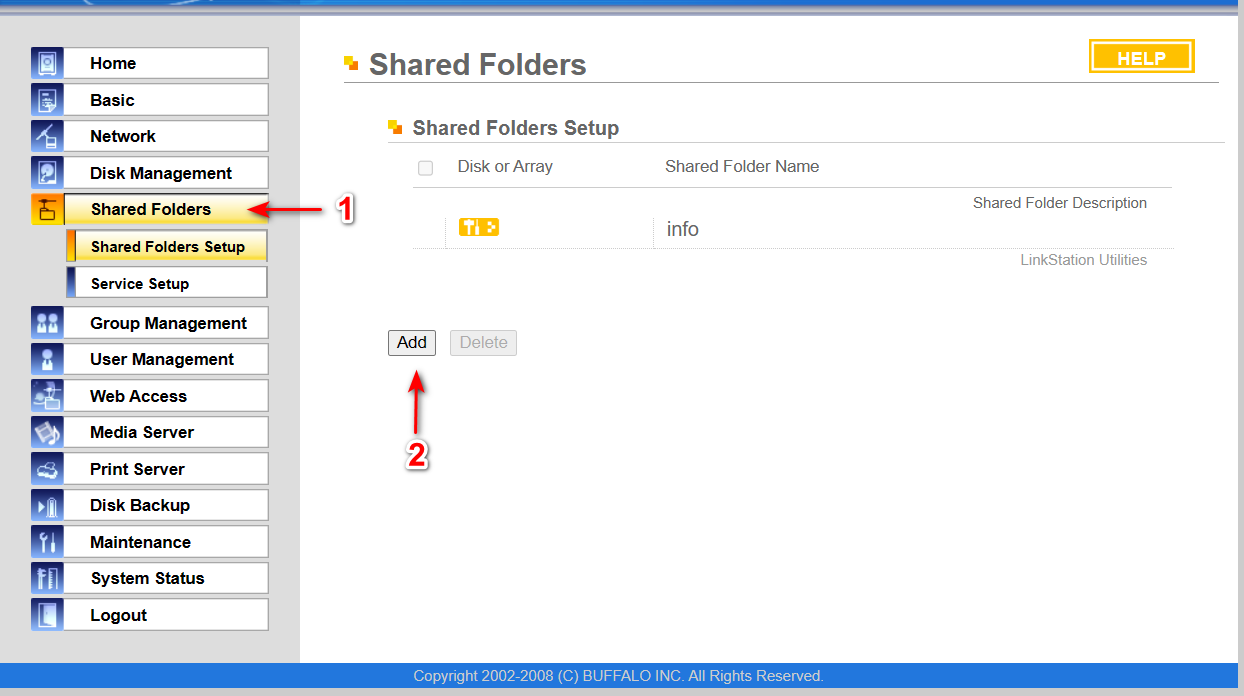 Home
Basic
Network
Disk Management
Shared Folders
Shared Folders Setup
Service Setup
Group Management
User Management
Web Access
Media Server
Print Server
Disk Backup
Maintenance
System Status
Logout
1
Shared Folders
HELP
Shared Folders Setup
Disk or Array Shared Folder Name
Shared Folder Description
info
LinkStation Utilities
Add Delete
2
Copyright 2002-2008 (C) BUFFALO INC. All Rights Reserved.